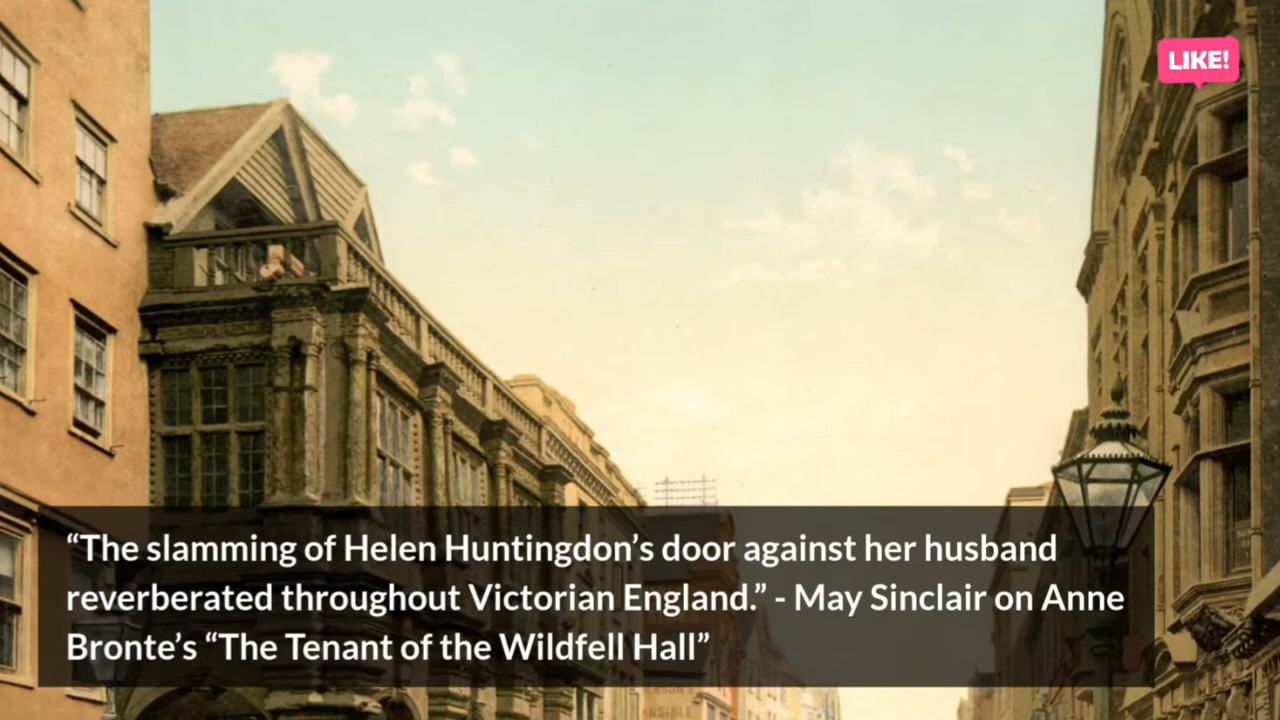 LIKE!
“The slamming of Helen Huntingdon’s door against her husband
reverberated throughout Victorian England.” - May Sinclair on Anne
Bronte’s “The Tenant of the Wildfell Hall”